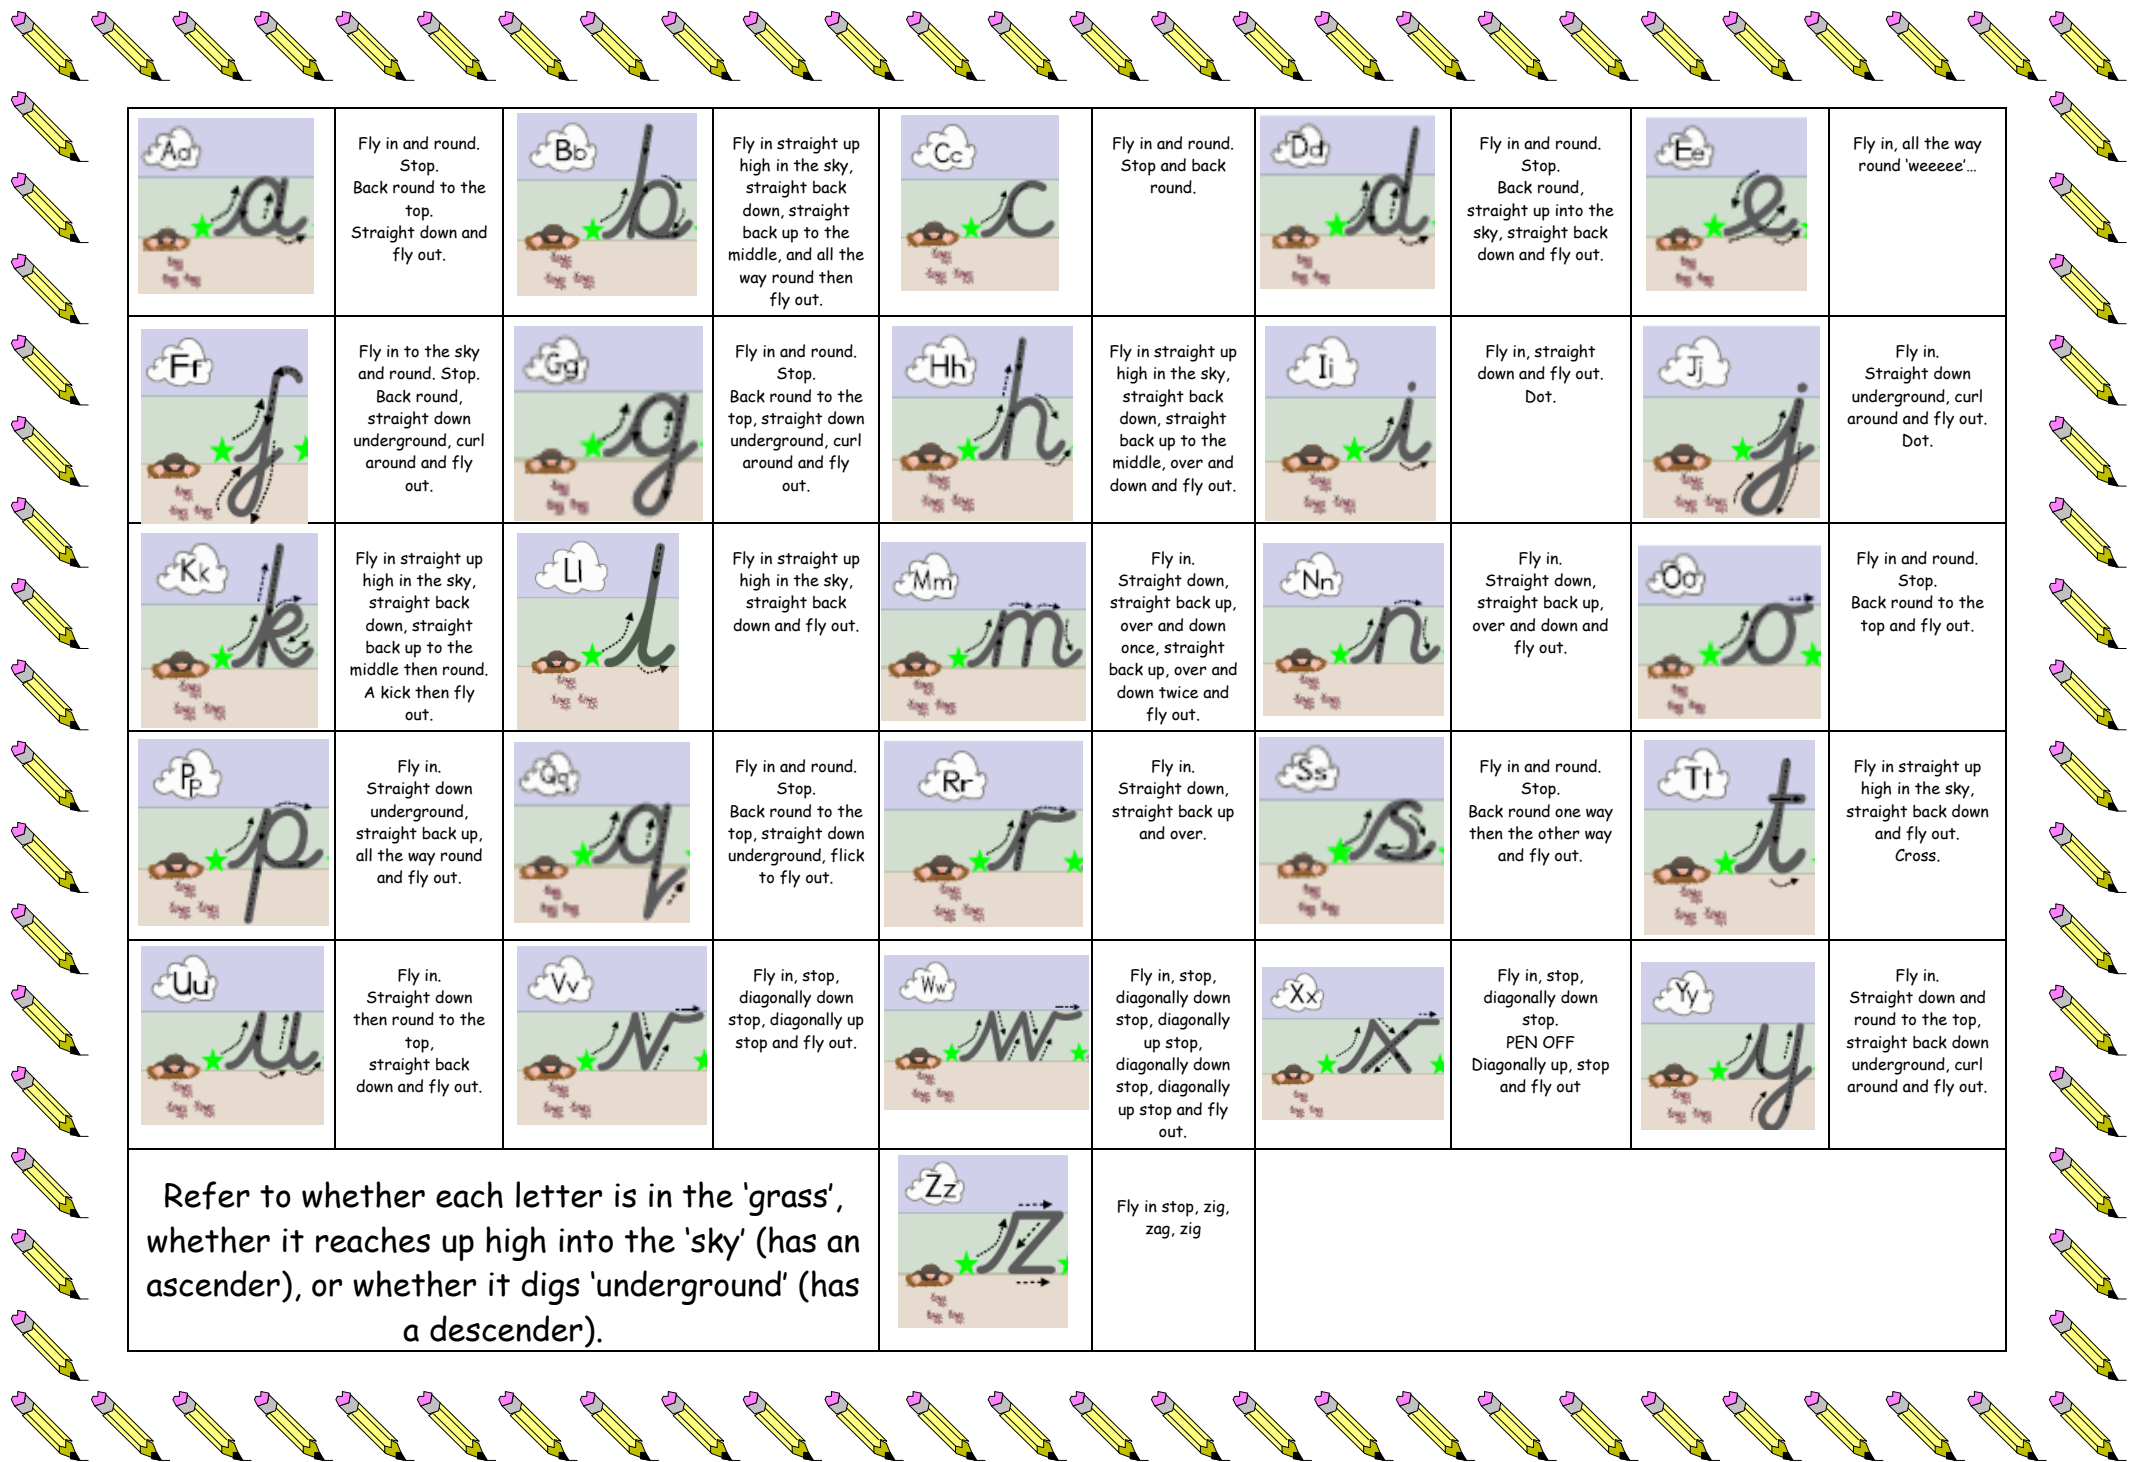 Aa
Fly in and round.
Stop.
Back round to the
top.
Straight down and
fly out.
Bb
Fly in straight up
high in the sky,
straight back
down, straight
back up to the
middle, and all the
way round then
fly out.
Cc
Fly in and round.
Stop and back
round.
Dd
Fly in and round.
Stop.
Back round,
straight up into the
sky, straight back
down and fly out.
Ee
Fly in, all the way
round ‘weeeee’…
Ff
Fly in to the sky
and round. Stop.
Back round,
straight down
underground, curl
around and fly
out.
Gg
Fly in and round.
Stop.
Back round to the
top, straight down
underground, curl
around and fly
out.
Hh
Fly in straight up
high in the sky,
straight back
down, straight
back up to the
middle, over and
down and fly out.
Ii
Fly in, straight
down and fly out.
Dot.
Jj
Fly in.
Straight down
underground, curl
around and fly out.
Dot.
Kk
Fly in straight up
high in the sky,
straight back
down, straight
back up to the
middle then round.
A kick then fly
out.
Ll
Fly in straight up
high in the sky,
straight back
down and fly out.
Mm
Fly in.
Straight down,
straight back up,
over and down
once, straight
back up, over and
down twice and
fly out.
Nn
Fly in.
Straight down,
straight back up,
over and down and
fly out.
Oo
Fly in and round.
Stop.
Back round to the
top and fly out.
Pp
Fly in.
Straight down
underground,
straight back up,
all the way round
and fly out.
Qq
Fly in and round.
Stop.
Back round to the
top, straight down
underground, flick
to fly out.
Rr
Fly in.
Straight down,
straight back up
and over.
Ss
Fly in and round.
Stop.
Back round one way
then the other way
and fly out.
Tt
Fly in straight up
high in the sky,
straight back down
and fly out.
Cross.
Uu
Fly in.
Straight down
then round to the
top,
straight back
down and fly out.
Vv
Fly in, stop,
diagonally down
stop, diagonally up
stop and fly out.
Ww
Fly in, stop,
diagonally down
stop, diagonally
up stop,
diagonally down
stop, diagonally
up stop and fly
out.
Xx
Fly in, stop,
diagonally down
stop.
PEN OFF
Diagonally up, stop
and fly out
Yy
Fly in.
Straight down and
round to the top,
straight back down
underground, curl
around and fly out.
Refer to whether each letter is in the ‘grass’,
whether it reaches up high into the ‘sky’ (has an
ascender), or whether it digs ‘underground’ (has
a descender).
Zz
Fly in stop, zig,
zag, zig